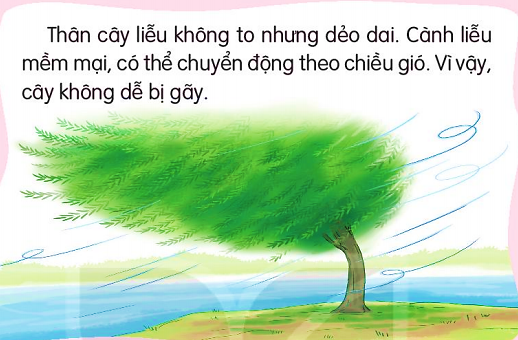 Thân cây liễu không to nhưng dẻo dai. Cành liễu
mềm mại, có thể chuyển động theo chiều gió. Vì vậy,
cây không dễ bị gãy.